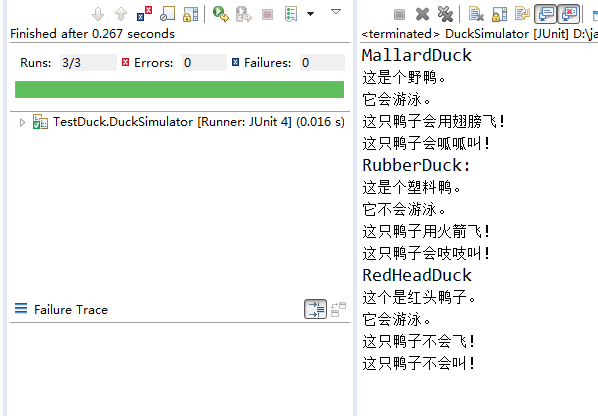 Finished after 0.267 seconds
Runs: 3/3 Errors: 0 Failures: 0
TestDuck.DuckSimulator [Runner: JUnit 4] (0.016 s)
Failure Trace
<terminated> DuckSimulator [JUnit] D:\ja
MallardDuck
这是个野鸭。
它会游泳。
这只鸭子会用翅膀飞!
这只鸭子会呱呱叫!
RubberDuck:
这是个塑料鸭。
它不会游泳。
这只鸭子用火箭飞!
这只鸭子会吱吱叫!
RedHeadDuck
这个是红头鸭子。
它会游泳。
这只鸭子不会飞!
这只鸭子不会叫!